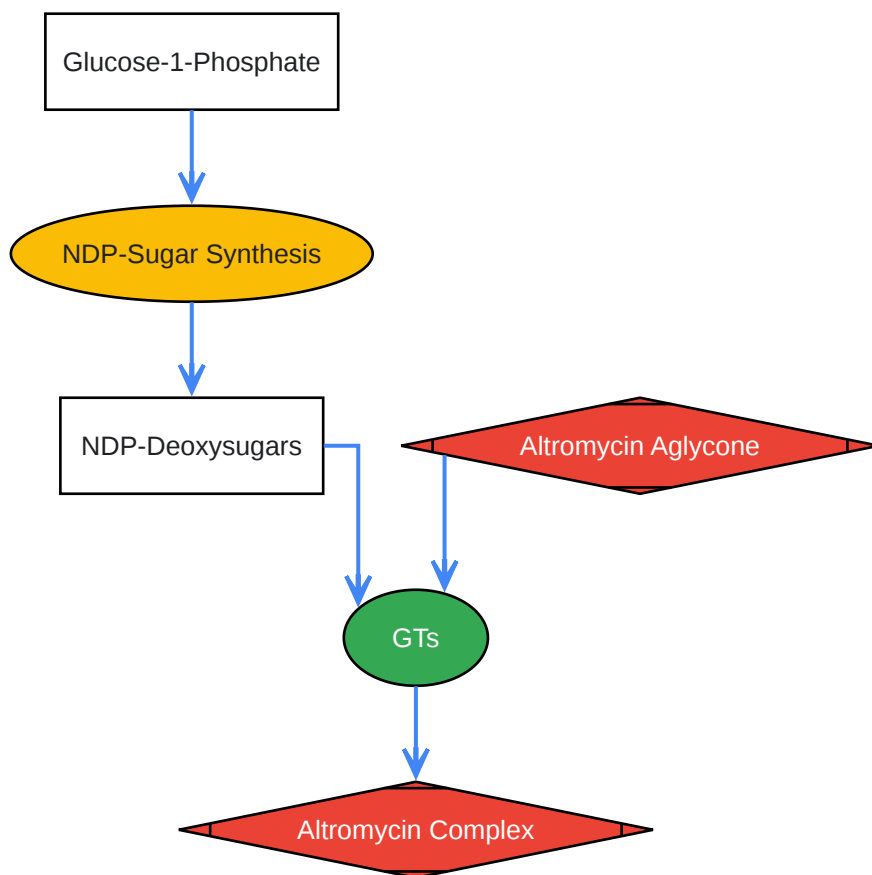 Glucose-1-Phosphate
NDP-Sugar Synthesis
NDP-Deoxysugars
Altromycin Aglycone
GTs
Altromycin Complex